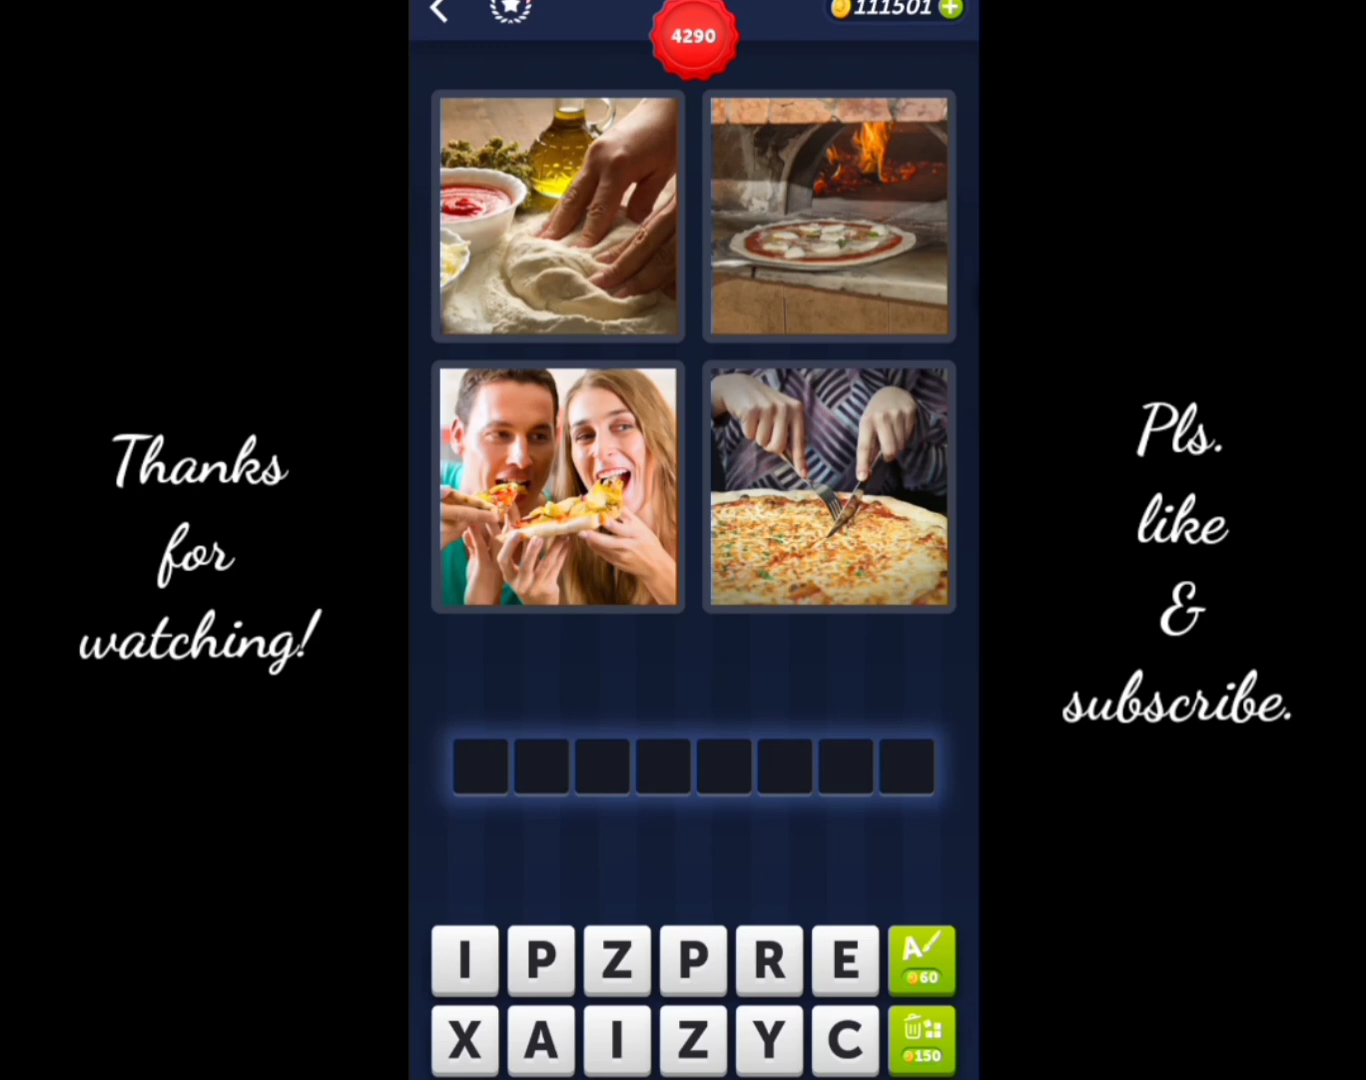 111501
4290
Thanks
for
watching!
Pls.
like
&
subscribe.
I P Z P R E
A
60
X A I Z Y C
150